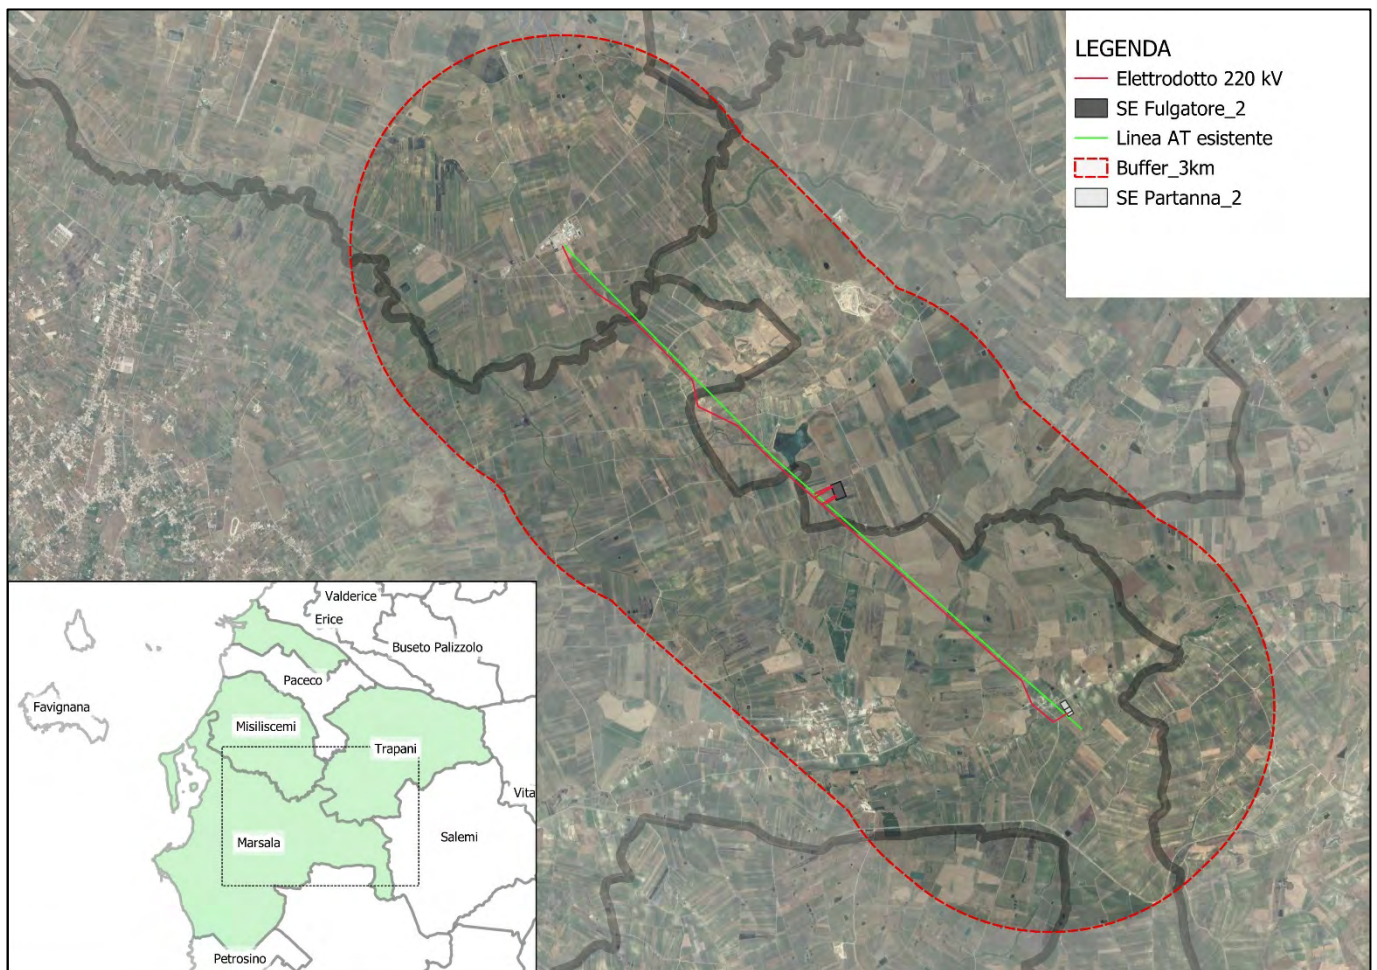 LEGENDA
Elettrodotto 220 kV
SE Fulgatore_2
Linea AT esistente
Buffer_3km
SE Partanna_2
Valderice
Erice
Buseto Palizzolo
Paceco
Favignana
Misiliscemi
Trapani
Vita
Salemi
Marsala
Petrosino